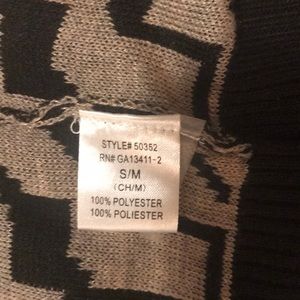 STYLE# 50352
RN# GA13411-2
S/M
(CH/M)
100% POLYESTER
100% POLIESTER